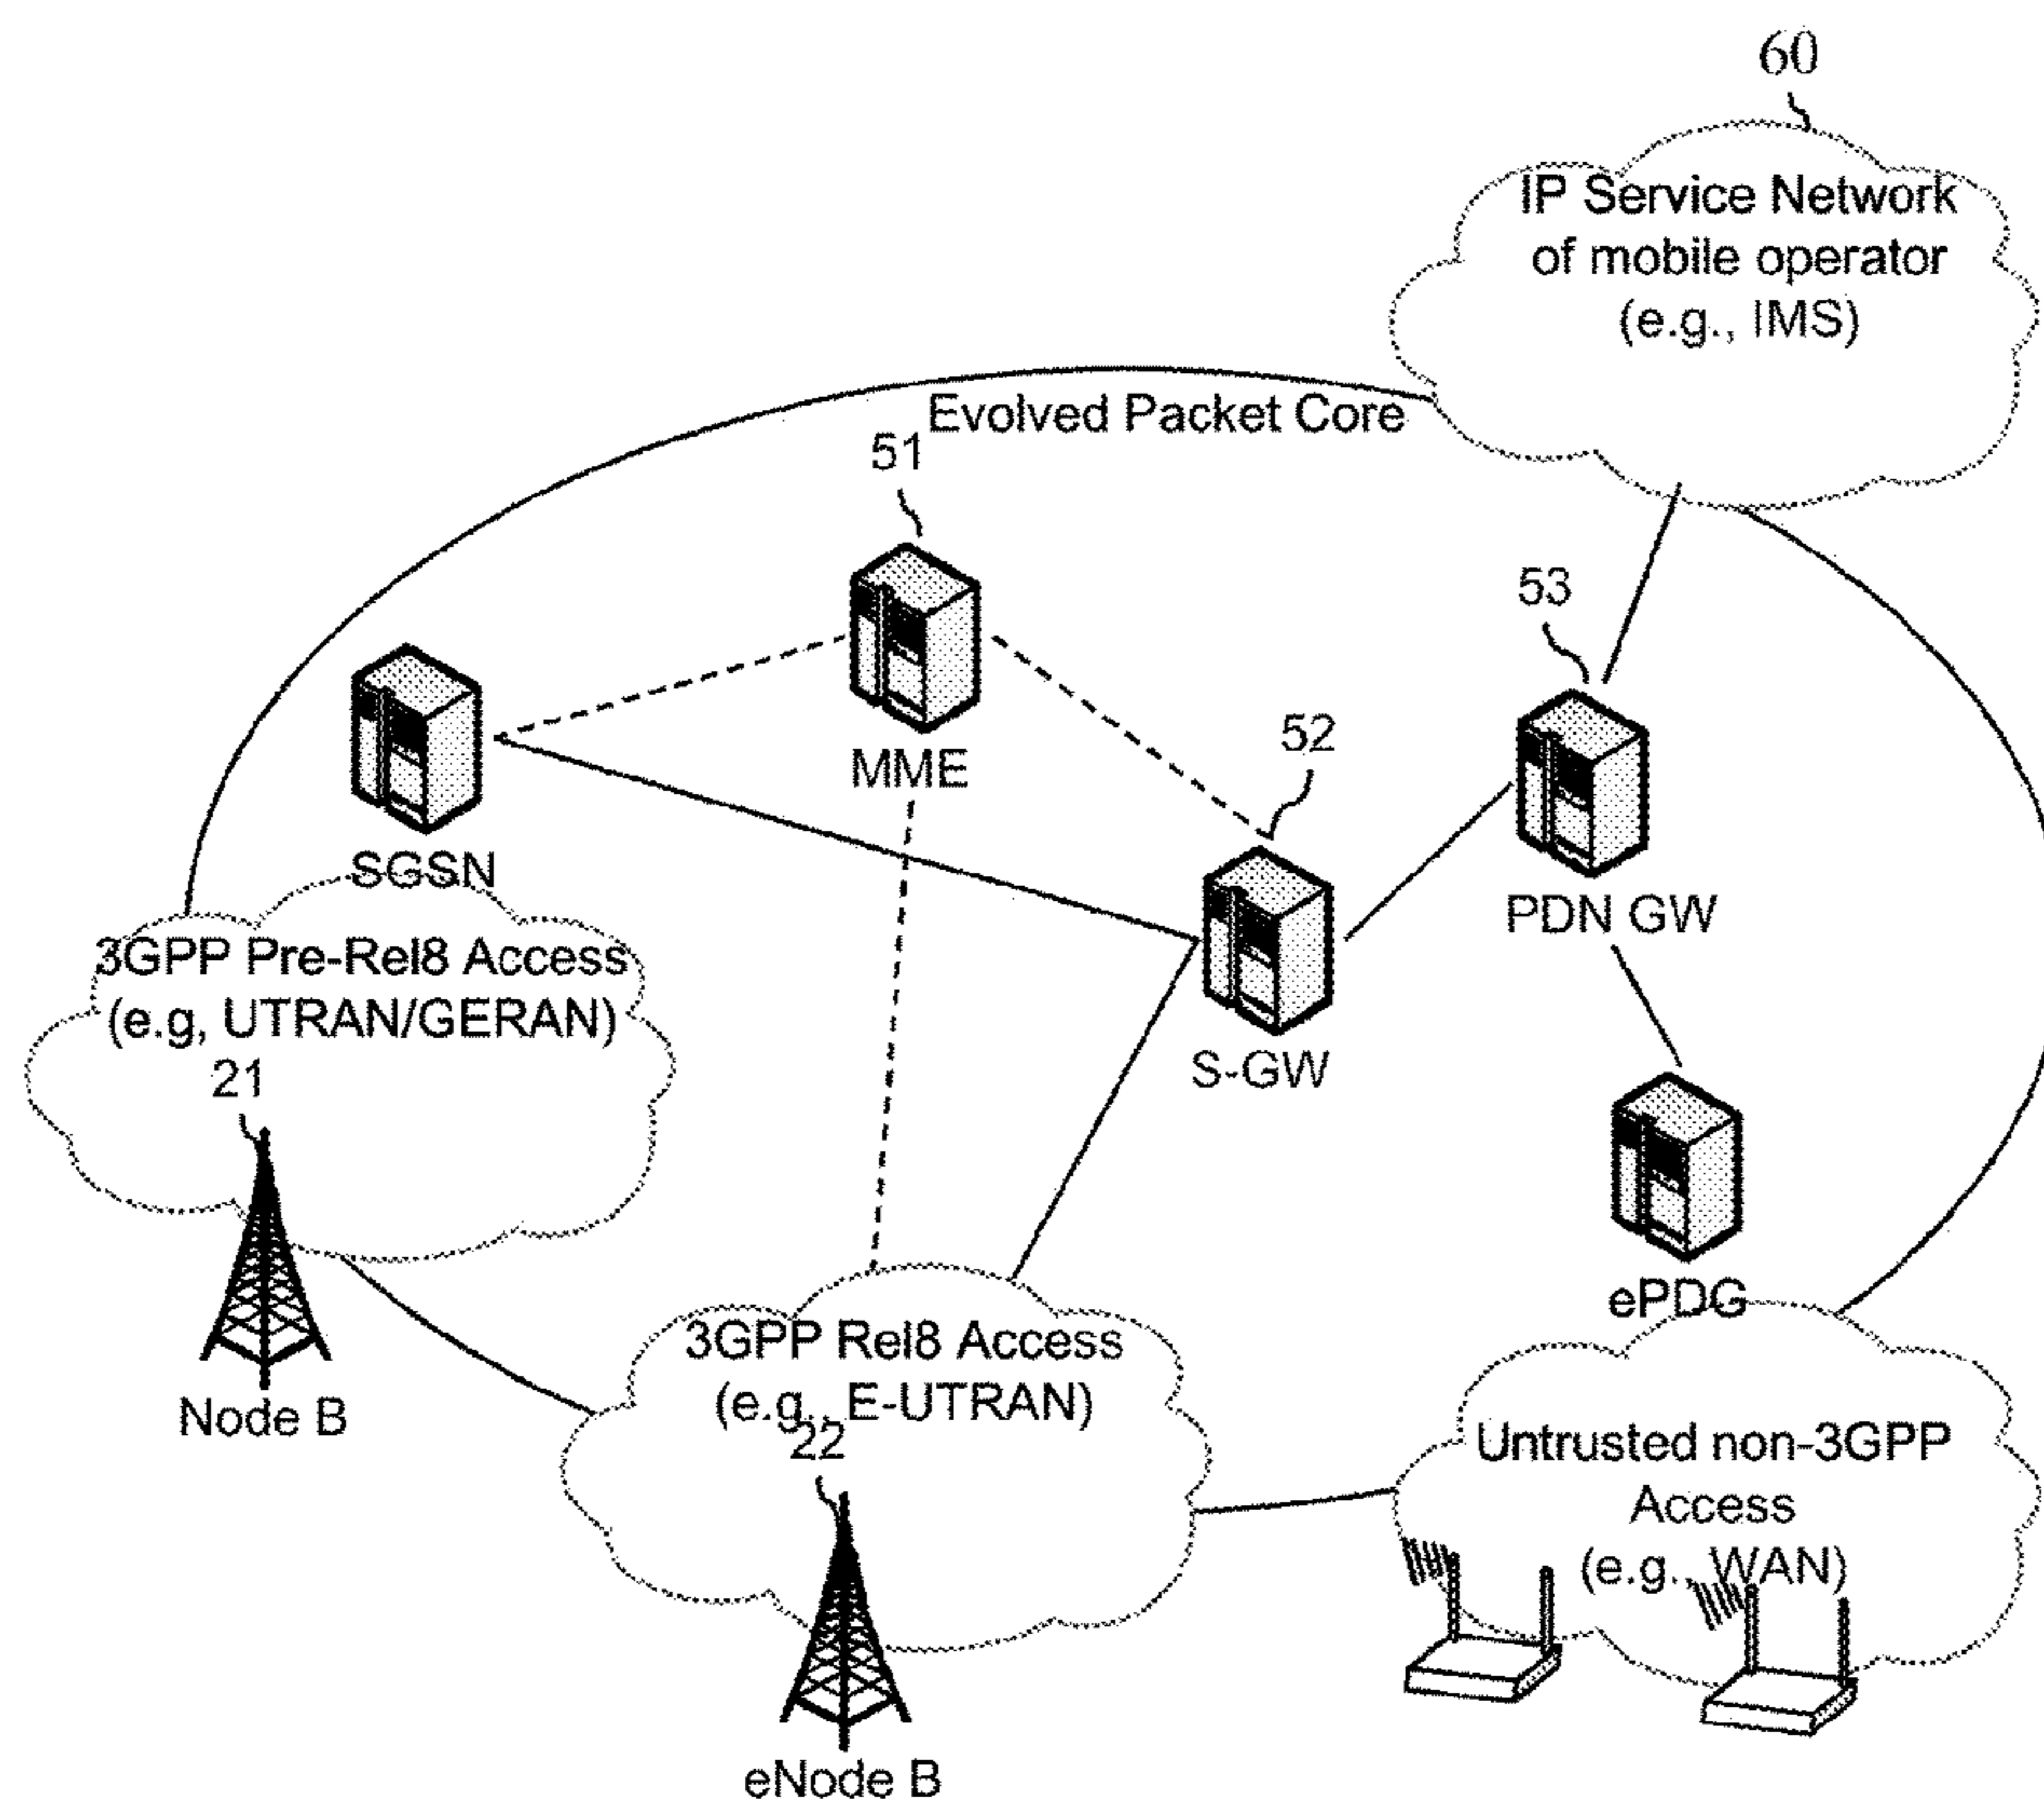 60
IP Service Network
of mobile operator
(e.g., IMS)
Evolved Packet Core
51
53
52
MME
SGSN
PDN GW
3GPP Pre-Rel8 Access
(e.g, UTRAN/GERAN)
21
S-GW
ePDG
3GPP Rel8 Access
(e.g., E-UTRAN)
22
Node B
Untrusted non-3GPP
Access
(e.g., WAN)
eNode B